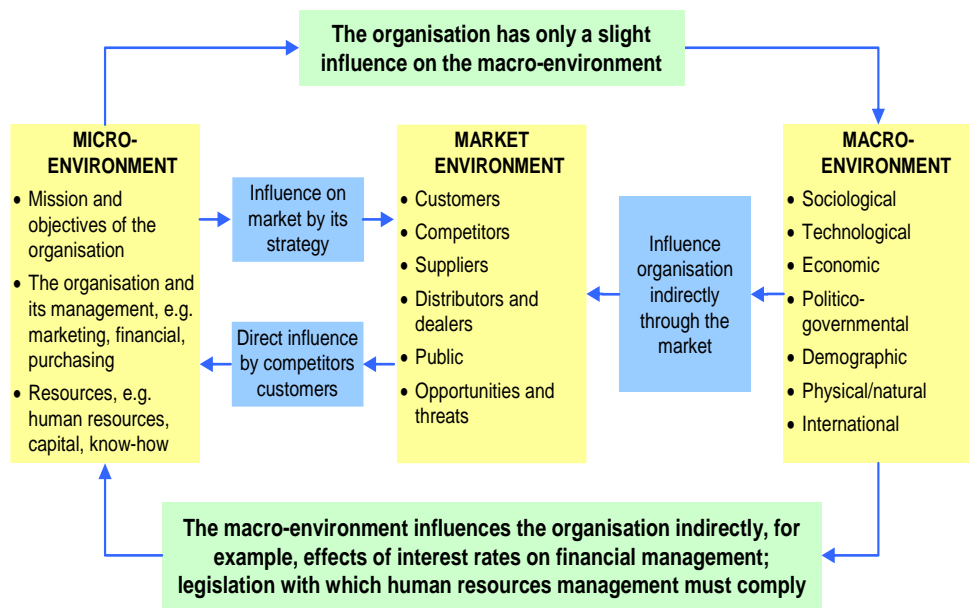 The organisation has only a slight
influence on the macro-environment
MICRO-
ENVIRONMENT
• Mission and
objectives of the
organisation
• The organisation and
its management, e.g.
marketing, financial,
purchasing
• Resources, e.g.
human resources,
capital, know-how
Influence on
market by its
strategy
Direct influence
by competitors
customers
MARKET
ENVIRONMENT
• Customers
• Competitors
• Suppliers
• Distributors and
dealers
• Public
• Opportunities and
threats
Influence
organisation
indirectly
through the
market
MACRO-
ENVIRONMENT
• Sociological
• Technological
• Economic
• Politico-
governmental
• Demographic
• Physical/natural
• International
The macro-environment influences the organisation indirectly, for
example, effects of interest rates on financial management;
legislation with which human resources management must comply